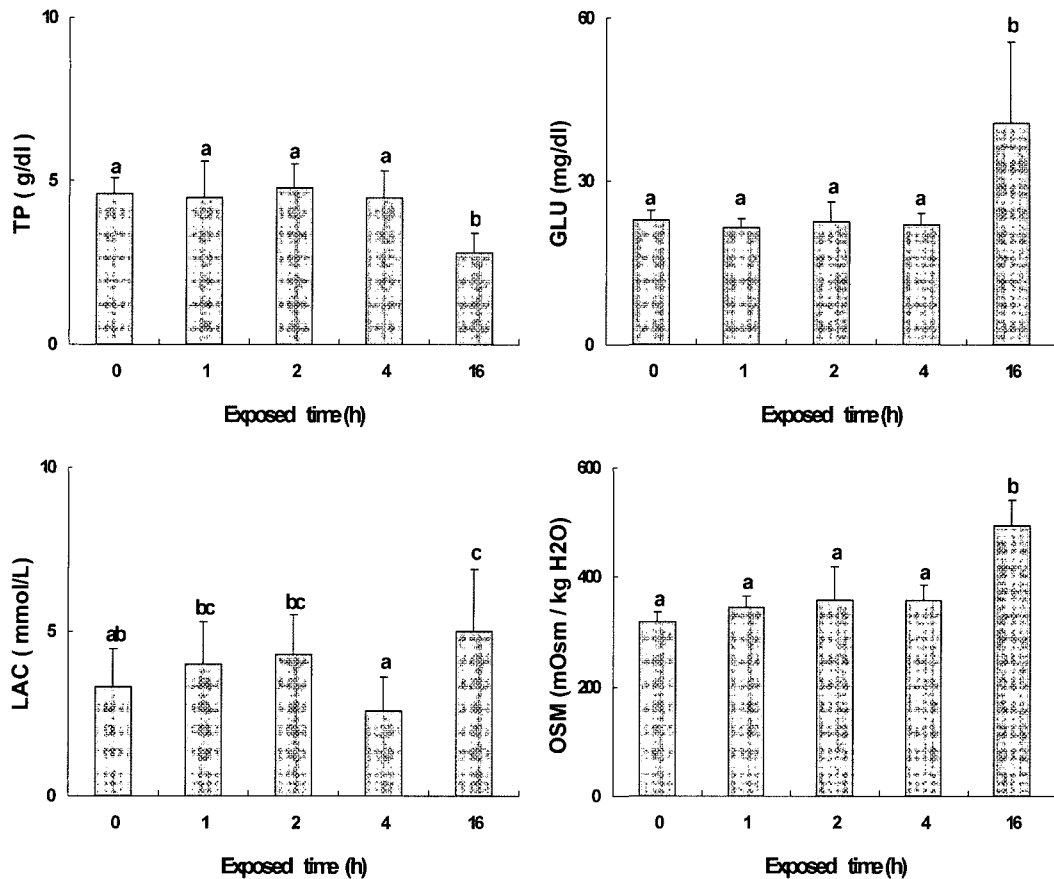 10
5
0
TP ( g/dl )
a
a
a
a
b
0
1
2
4
16
Exposed time (h)
60
30
0
GLU (mg/dl)
a
a
a
a
b
0
1
2
4
16
Exposed time (h)
10
5
0
LAC ( mmol/L)
ab
bc
bc
a
c
0
1
2
4
16
Exposed time (h)
600
400
200
0
OSM (mOsm / kg H2O)
a
a
a
a
b
0
1
2
4
16
Exposed time (h)